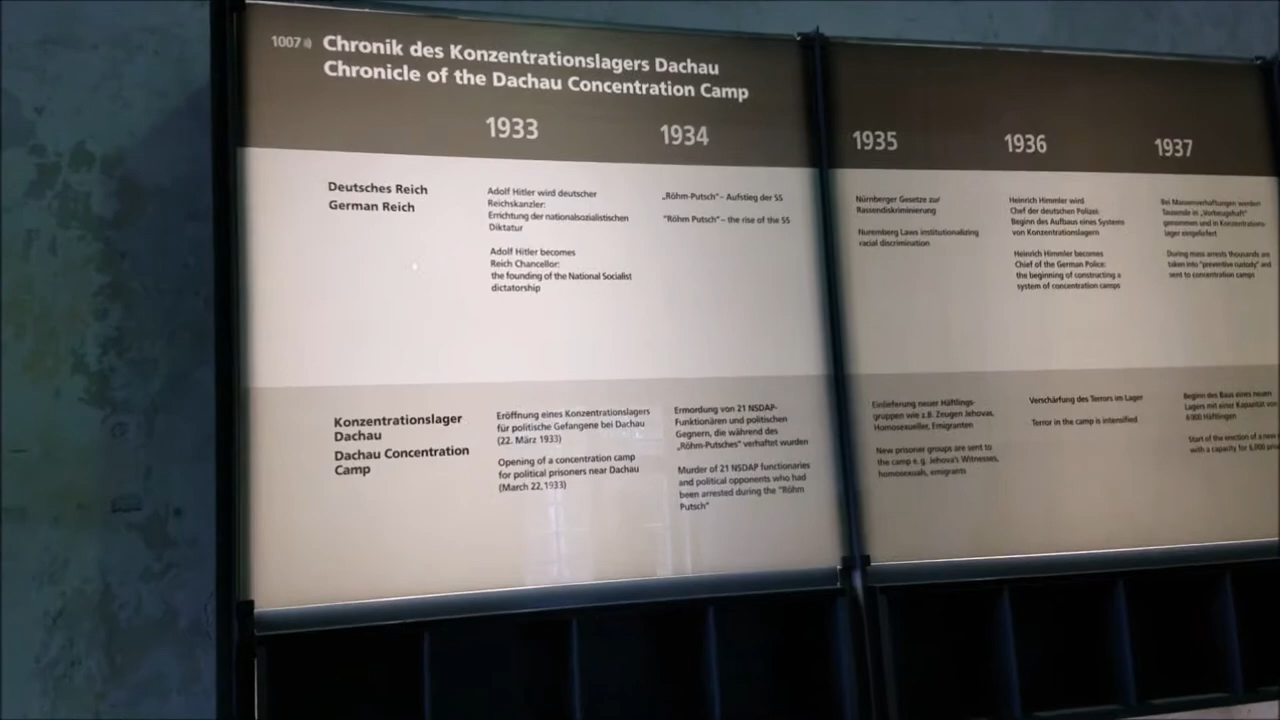 1007
Chronik des Konzentrationslagers Dachau
Chronicle of the Dachau Concentration Camp
1933
1934
1935
1936
1937
Deutsches Reich
German Reich
Adolf Hitler wird deutscher
Reichskanzler:
Errichtung der nationalsozialistischen
Diktatur
Adolf Hitler becomes
Reich Chancellor:
the founding of the National Socialist
dictatorship
„Röhm-Putsch“ – Aufstieg der SS
"Röhm Putsch" – the rise of the SS
Nürnberger Gesetze zur
Rassendiskriminierung
Nuremberg Laws institutionalizing
racial discrimination
Heinrich Himmler wird
Chef der deutschen Polizei:
Beginn des Aufbaus eines Systems
von Konzentrationslagern
Heinrich Himmler becomes
Chief of the German Police:
the beginning of constructing a
system of concentration camps
Bei Massenverhaftungen werden
Tausende in „Vorbeugehaft“
genommen und in Konzentrations-
lager eingeliefert
During mass arrests thousands are
taken into "preventive custody" and
sent to concentration camps
Konzentrationslager
Dachau
Dachau Concentration
Camp
Eröffnung eines Konzentrationslagers
für politische Gefangene bei Dachau
(22. März 1933)
Opening of a concentration camp
for political prisoners near Dachau
(March 22,1933)
Ermordung von 21 NSDAP-
Funktionären und politischen
Gegnern, die während des
„Röhm-Putsches“ verhaftet wurden
Murder of 21 NSDAP functionaries
and political opponents who had
been arrested during the "Röhm
Putsch"
Einlieferung neuer Häftlings-
gruppen wie z.B. Zeugen Jehovas,
Homosexueller, Emigranten
New prisoner groups are sent to
the camp e.g. Jehova's Witnesses,
homosexuals, emigrants
Verschärfung des Terrors im Lager
Terror in the camp is intensified
Beginn des Baus eines neuen
Lagers mit einer Kapazität von
6000 Häftlingen
Start of the erection of a new
with a capacity for 6,000